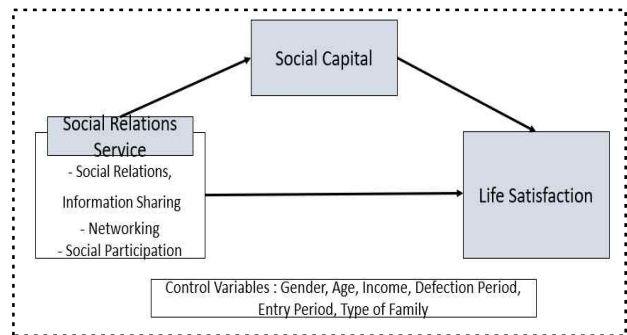 Social Capital
Social Relations
Service
- Social Relations,
Information Sharing
- Networking
- Social Participation
Life Satisfaction
Control Variables : Gender, Age, Income, Defection Period,
Entry Period, Type of Family